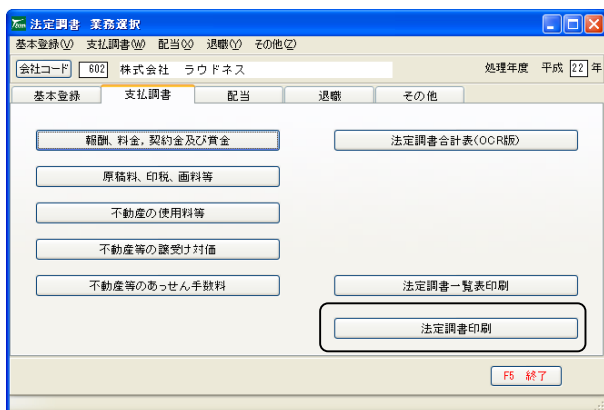 Tom 法定調書 業務選択
基本登録(V) 支払調書(W) 配当(X) 退職(Y) その他(Z)
会社コード 602 株式会社 ラウドネス 処理年度 平成 22 年
基本登録 支払調書 配当 退職 その他
報酬、料金，契約金及び賞金 法定調書合計表(OCR版)
原稿料、印税、画料等
不動産の使用料等
不動産等の譲受け対価
不動産等のあっせん手数料 法定調書一覧表印刷
法定調書印刷
F5 終了